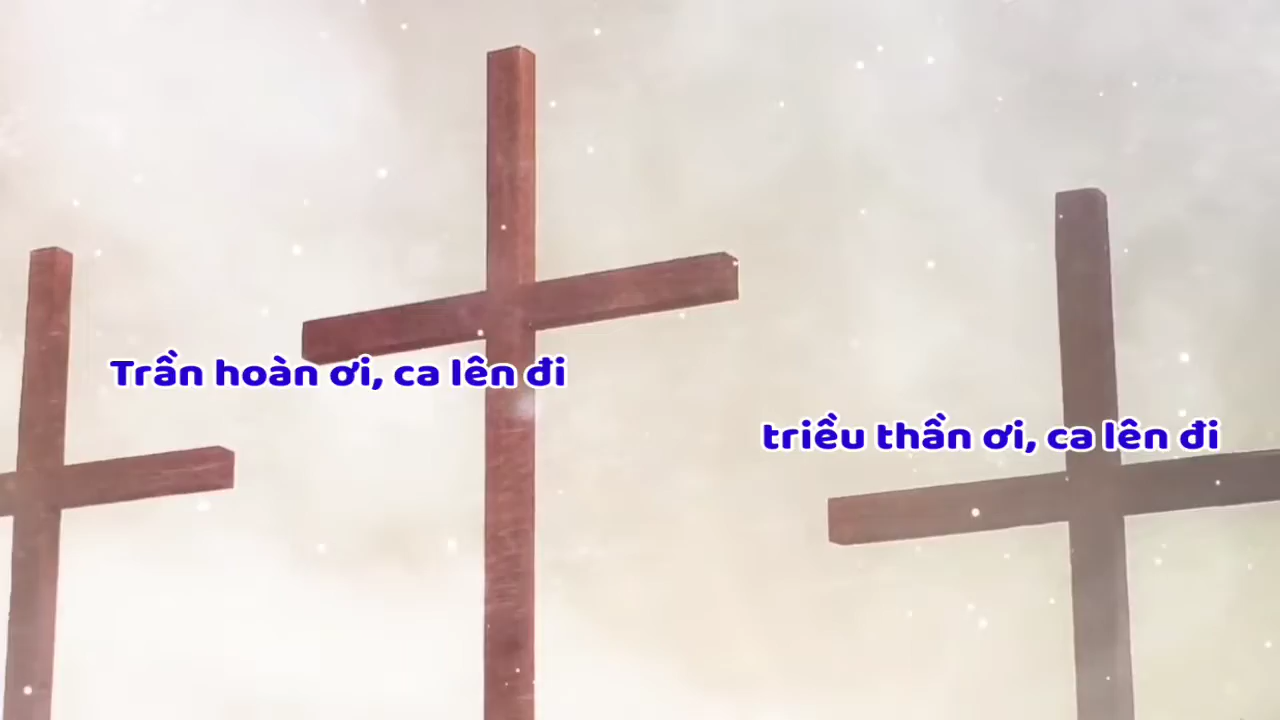 Trần hoàn ơi, ca lên đi
triều thần ơi, ca lên đi